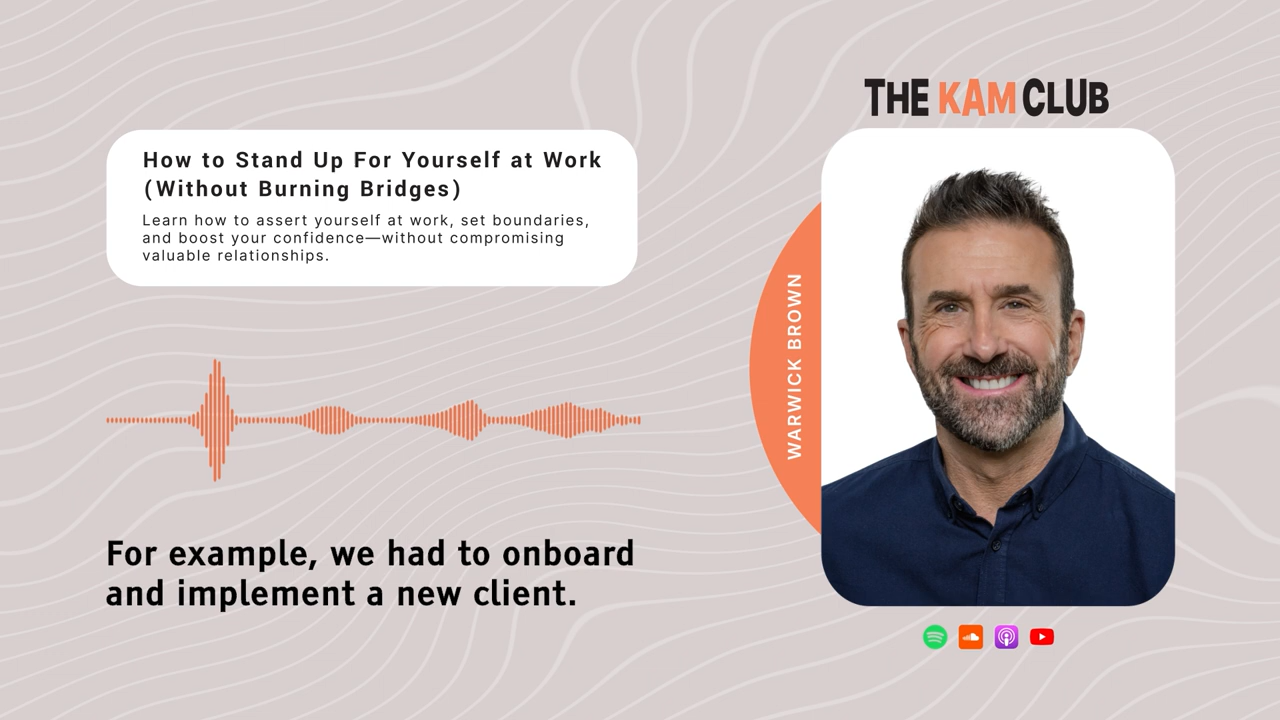 THE KAM CLUB
How to Stand Up For Yourself at Work
(Without Burning Bridges)
Learn how to assert yourself at work, set boundaries,
and boost your confidence—without compromising
valuable relationships.
WARWICK BROWN
For example, we had to onboard
and implement a new client.